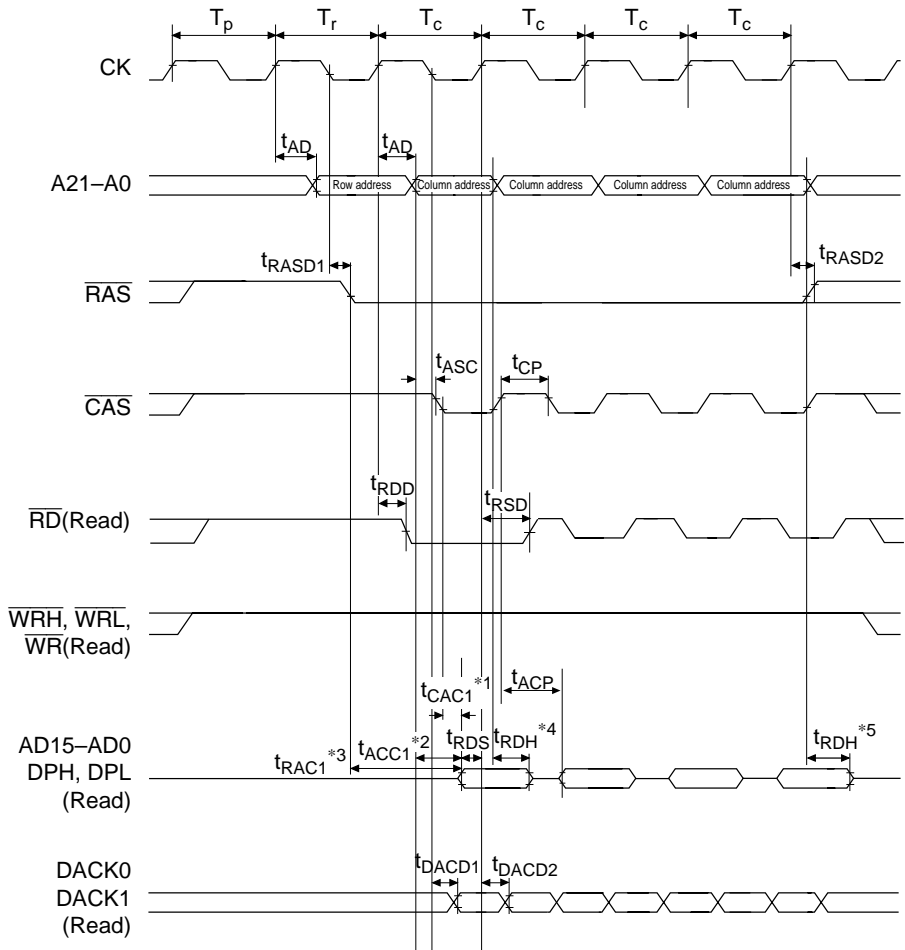 Tp Tr Tc Tc Tc Tc
CK
tAD tAD
A21–A0 Row address Column address Column address Column address Column address
tRASD1 tRASD2
RAS
tASC tCP
CAS
tRDD tRSD
RD(Read)
WRH, WRL,
WR(Read)
tCAC1*1 tACP
AD15–AD0
DPH, DPL
(Read)
tRAC1*3 tACC1*2 tRDS tRDH*4 tRDH*5
DACK0
DACK1
(Read)
tDACD1 tDACD2